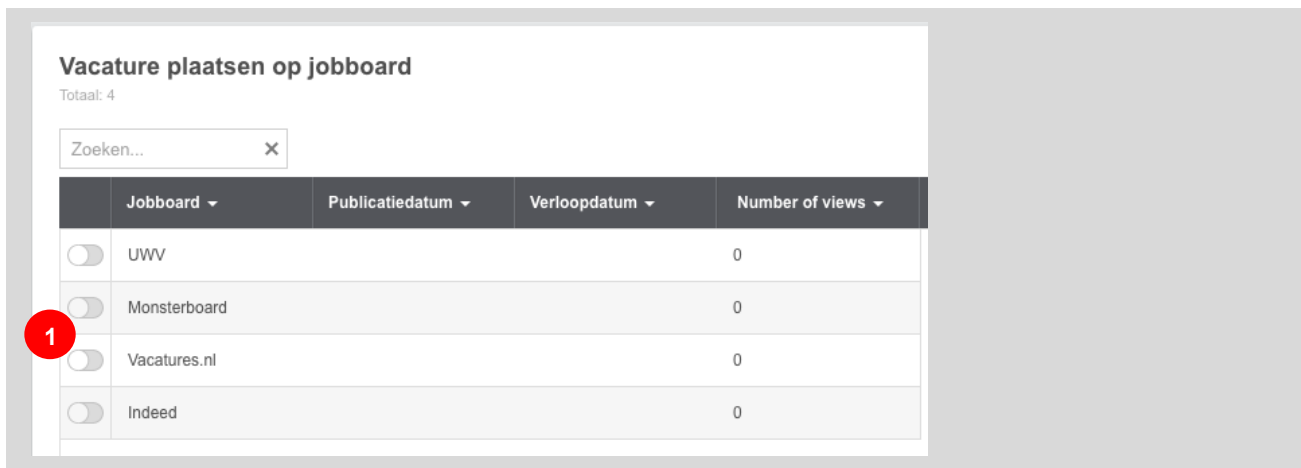 Vacature plaatsen op jobboard
Totaal: 4
Zoeken...
Jobboard Publicatiedatum Verloopdatum Number of views
UWV 0
Monsterboard 0
1
Vacatures.nl 0
Indeed 0